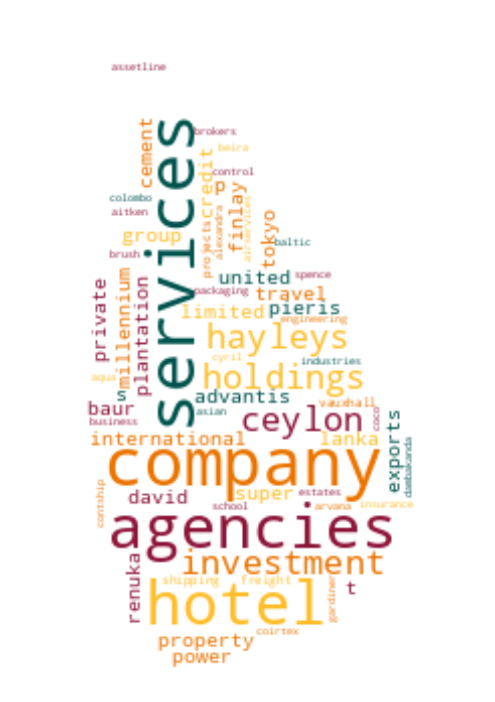 assetline
services
cement
brokers
beira
credit
control
p
colombo
aitken
finlay
alexandra
airservices
projects
tokyo
group
baltic
brush
united
spence
millennium
private
plantation
packaging
travel
limited
pieris
engineering
hayleys
cyril
industries
aqua
holdings
s
advantis
vauxhall
baur
asian
business
ceylon
coco
international
lanka
exports
dambakanda
company
contship
david
super
estates
school
arvana
insurance
agencies
investment
renuka
shipping
freight
gardiner
t
hotel
coirtex
property
power